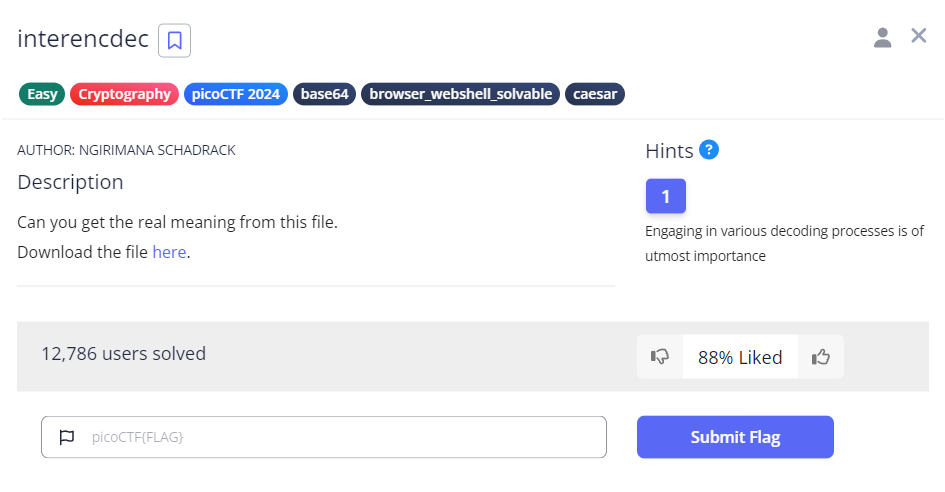 interencdec
Easy Cryptography picoCTF 2024 base64 browser_webshell_solvable caesar
AUTHOR: NGIRIMANA SCHADRACK
Description
Can you get the real meaning from this file.
Download the file here.
Hints ?
1
Engaging in various decoding processes is of
utmost importance
12,786 users solved
88% Liked
picoCTF{FLAG}
Submit Flag